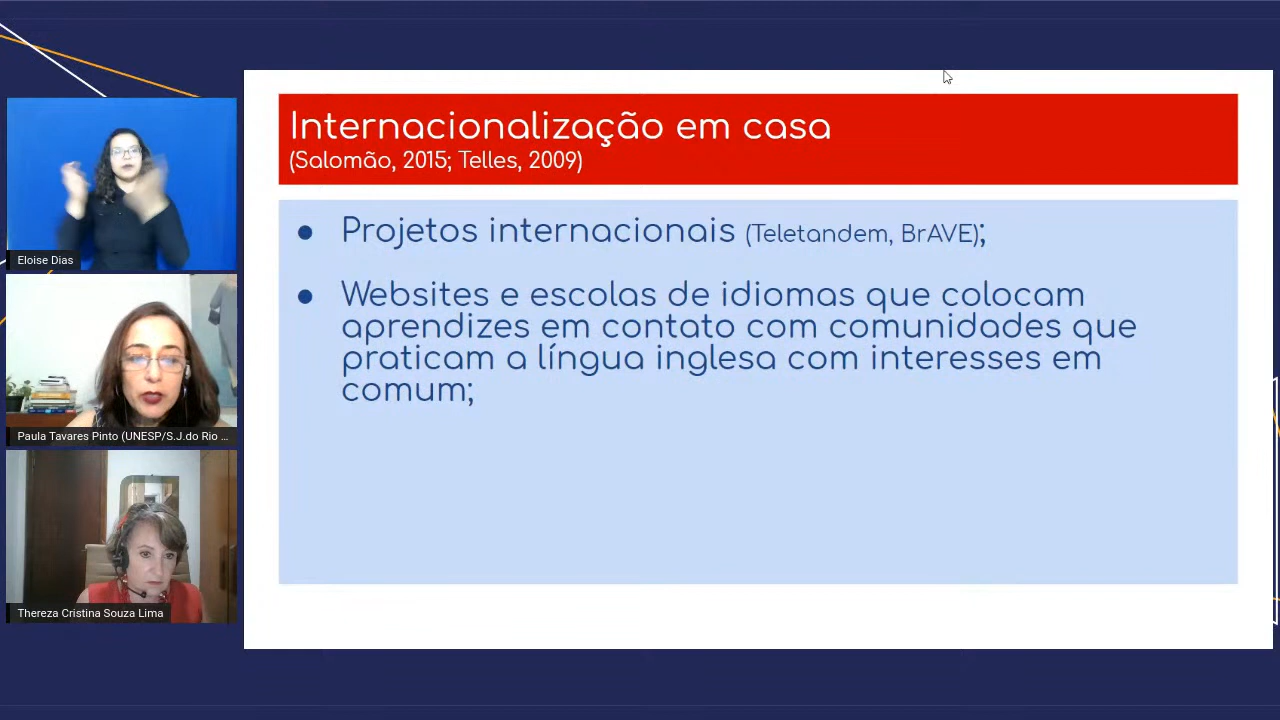 Internacionalização em casa
(Salomão, 2015; Telles, 2009)
● Projetos internacionais (Teletandem, BrAVE);
● Websites e escolas de idiomas que colocam
aprendizes em contato com comunidades que
praticam a língua inglesa com interesses em
comum;
Eloise Dias
Paula Tavares Pinto (UNESP/S.J.do Rio ...
Thereza Cristina Souza Lima